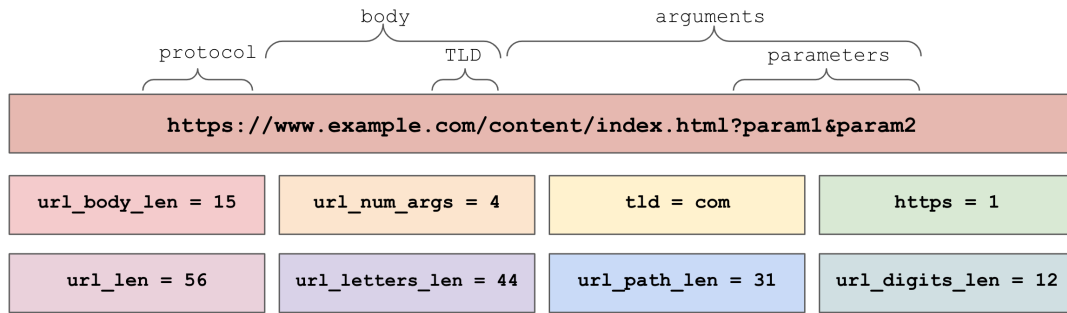 body arguments
protocol TLD parameters
https://www.example.com/content/index.html?param1&param2
url_body_len = 15 url_num_args = 4 tld = com https = 1
url_len = 56 url_letters_len = 44 url_path_len = 31 url_digits_len = 12